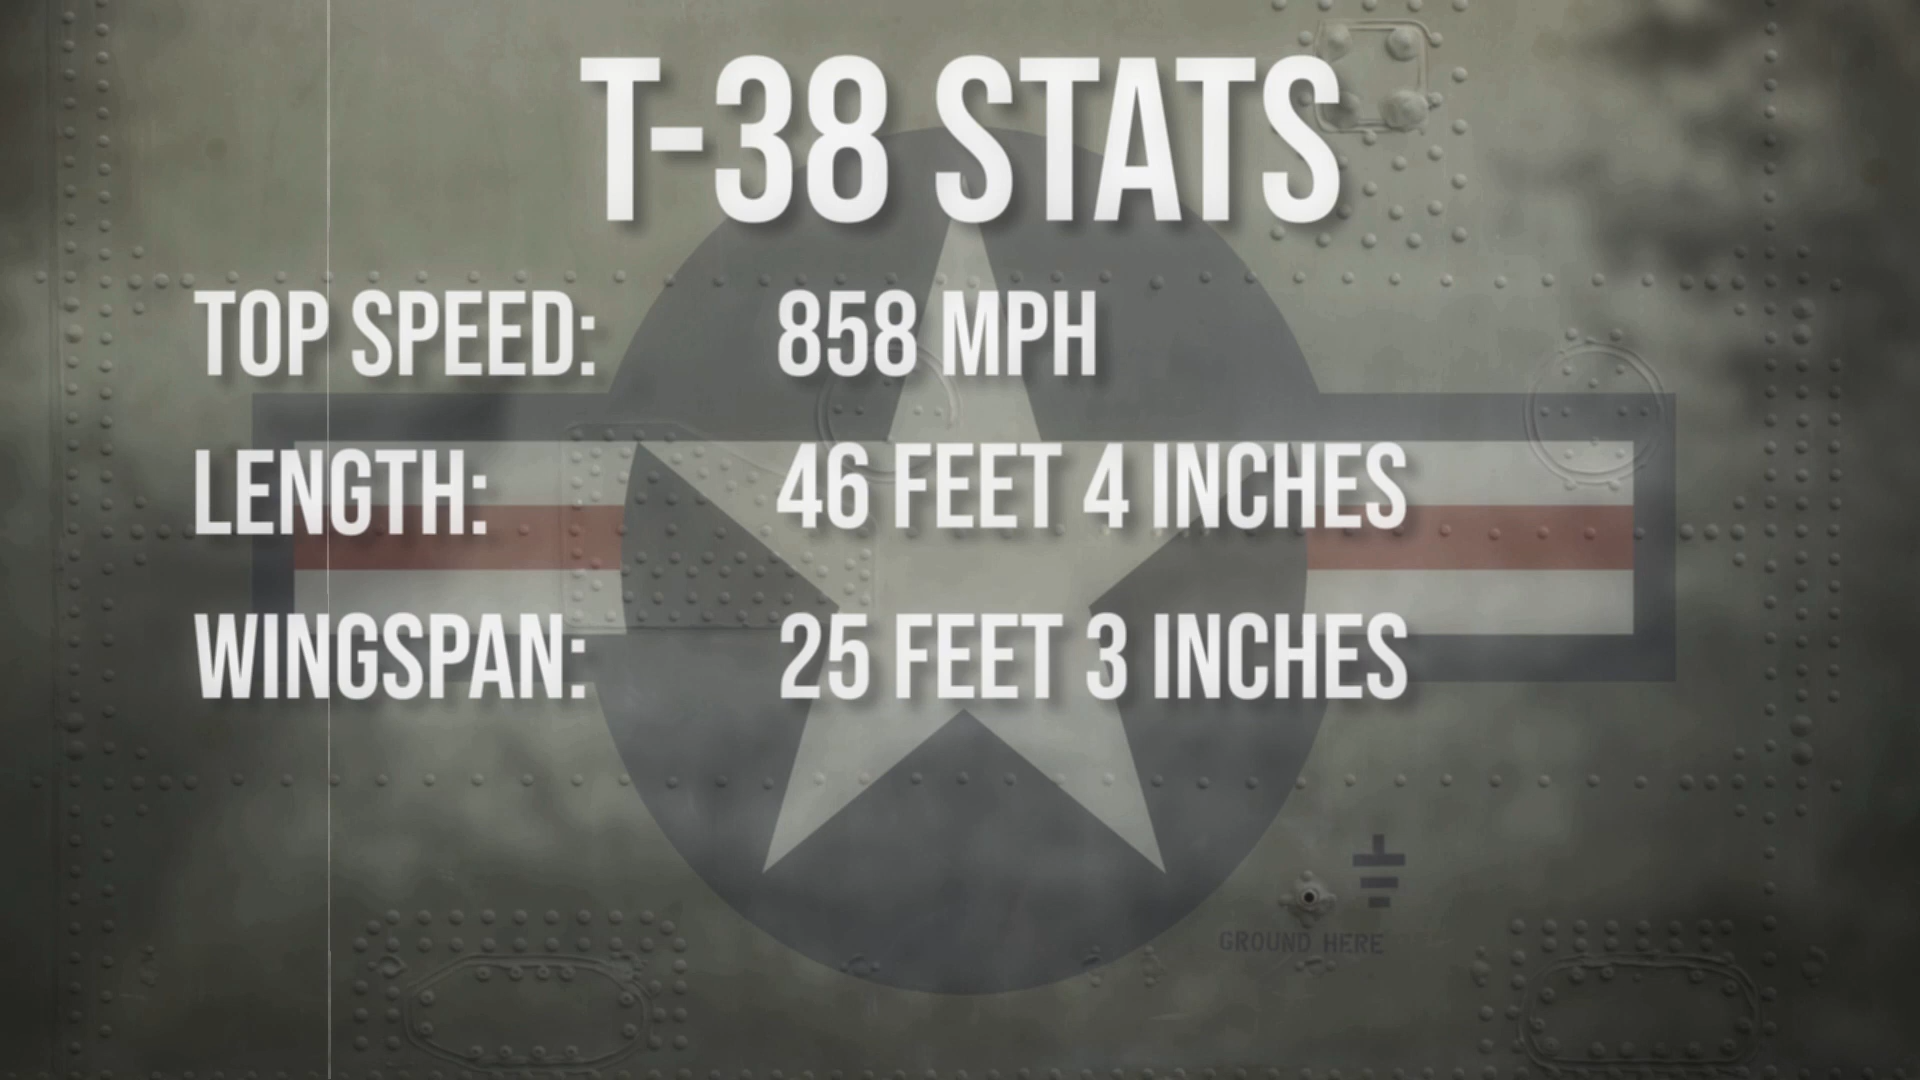 T-38 STATS
TOP SPEED: 858 MPH
LENGTH: 46 FEET 4 INCHES
WINGSPAN: 25 FEET 3 INCHES
GROUND HERE